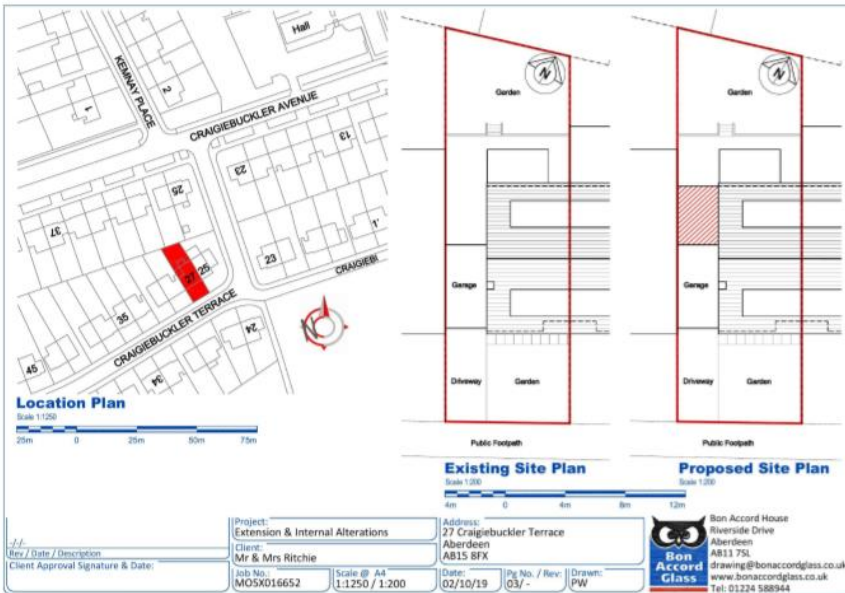 Hall
KEMNAY PLACE
1
2
CRAIGIEBUCKLER AVENUE
13
23
25
37
27
25
23
1
CRAIGIEBU
35
CRAIGIEBUCKLER TERRACE
24
45
34
N
Location Plan
Scale 1:1250
25m 0 25m 50m 75m
N
Garden
Garage
Driveway
Garden
Public Footpath
Existing Site Plan
Scale 1:200
N
Garden
Garage
Driveway
Garden
Public Footpath
Proposed Site Plan
Scale 1:200
4m 0 4m 8m 12m
-/-/-
Rev / Date / Description
Client Approval Signature & Date:
Project:
Extension & Internal Alterations
Client:
Mr & Mrs Ritchie
Job No.:
MOSX016652
Scale @ A4
1:1250 / 1:200
Address:
27 Craigiebuckler Terrace
Aberdeen
AB15 8FX
Date:
02/10/19
Pg No. / Rev:
03/ -
Drawn:
PW
Bon
Accord
Glass
Bon Accord House
Riverside Drive
Aberdeen
AB11 7SL
drawing@bonaccordglass.co.uk
www.bonaccordglass.co.uk
Tel: 01224 588944